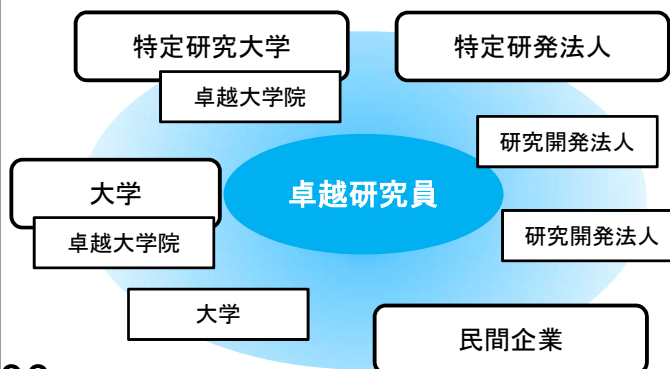 特定研究大学
特定研発法人
卓越大学院
研究開発法人
大学
卓越研究員
卓越大学院
研究開発法人
大学
民間企業